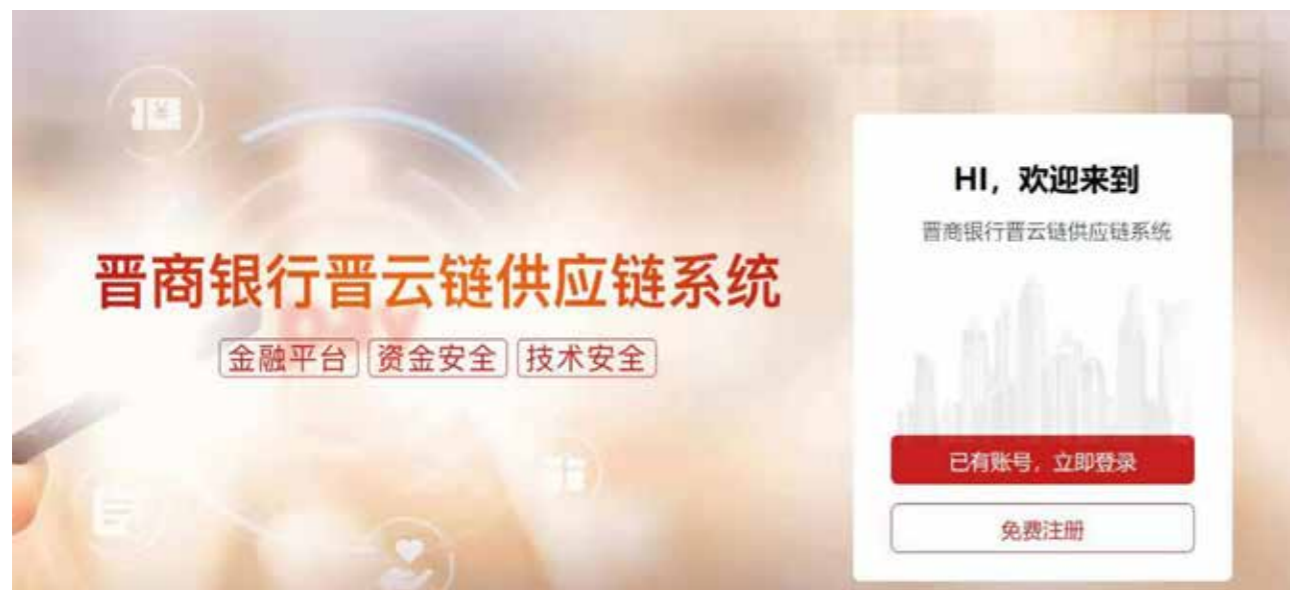 晋商银行晋云链供应链系统
金融平台 资金安全 技术安全
HI，欢迎来到
晋商银行晋云链供应链系统
已有账号，立即登录
免费注册